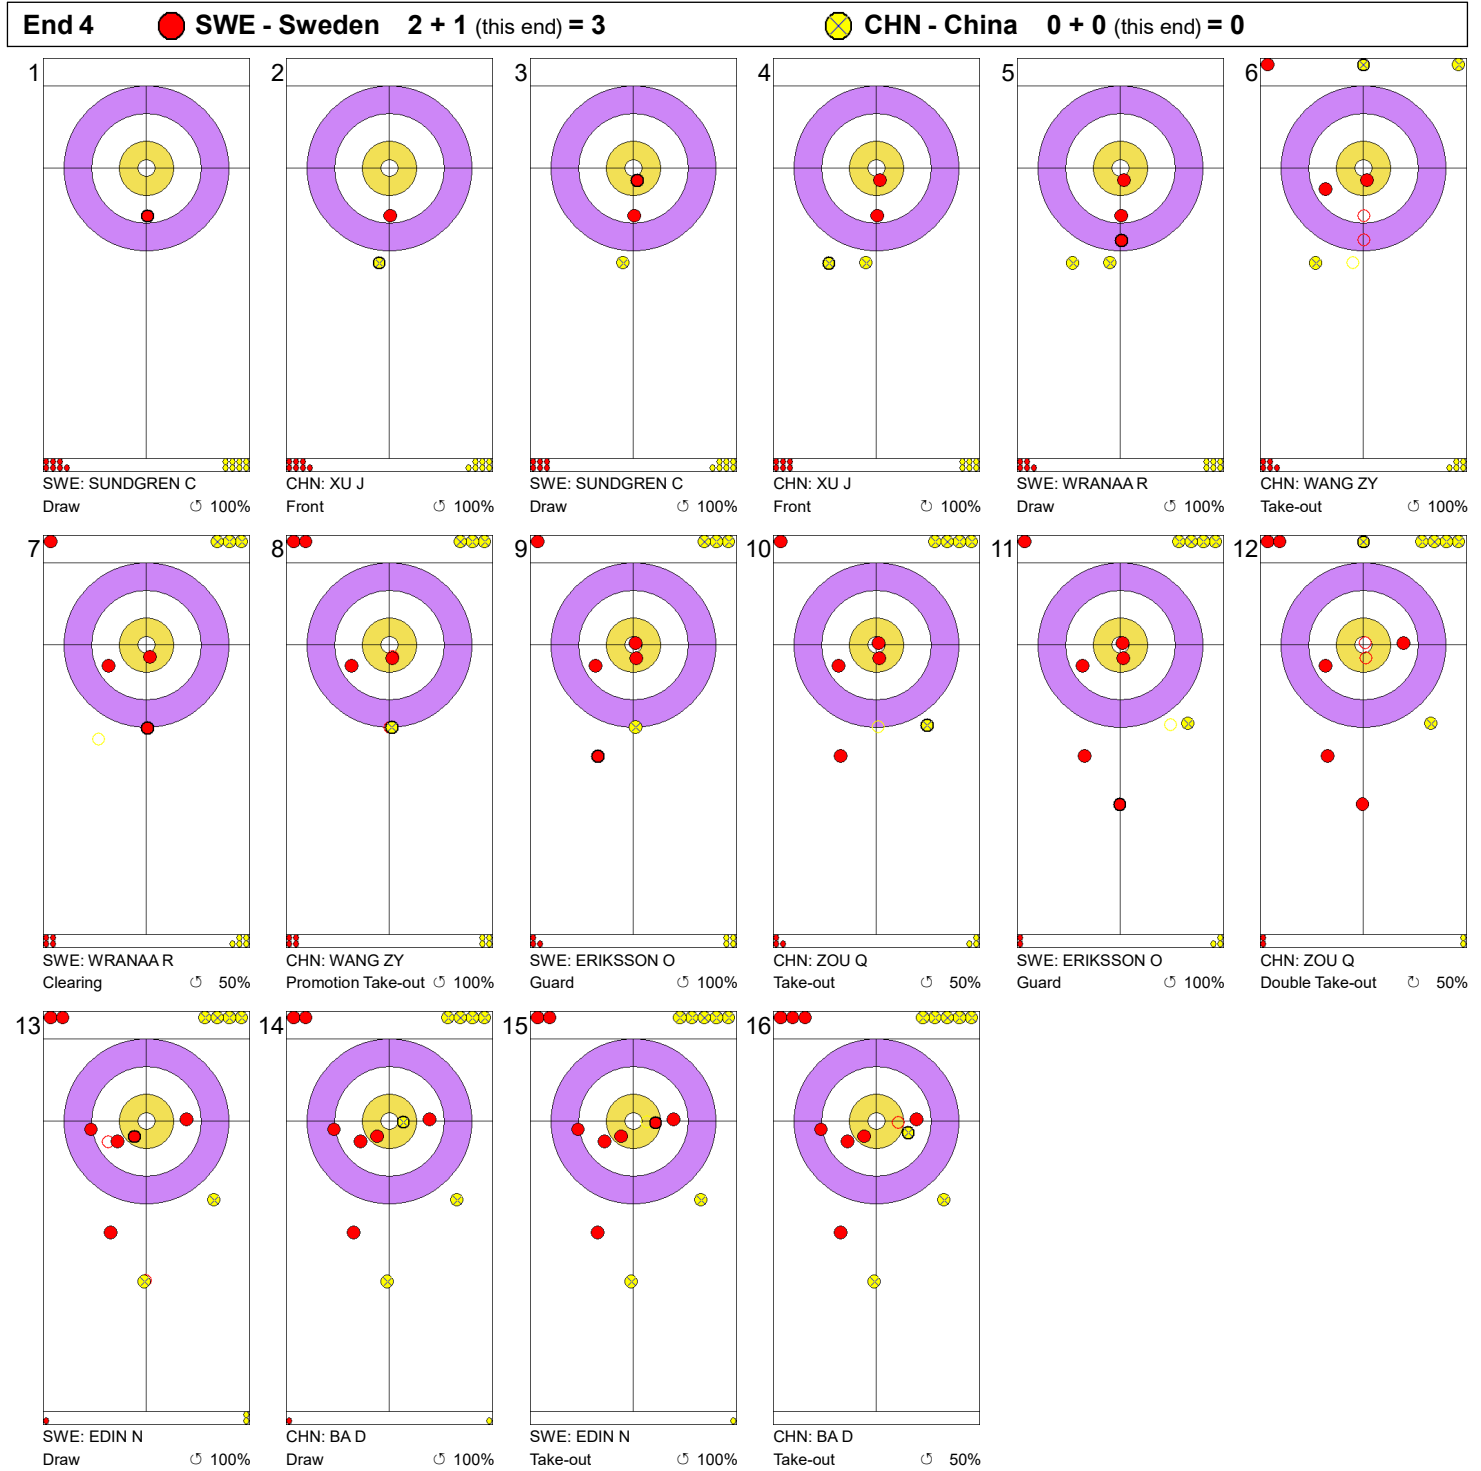 End 4 SWE - Sweden 2 + 1 (this end) = 3 CHN - China 0 + 0 (this end) = 0
1 2 3 4 5 6
SWE: SUNDGREN C CHN: XU J SWE: SUNDGREN C CHN: XU J SWE: WRANAA R CHN: WANG ZY
Draw ↺ 100% Front ↺ 100% Draw ↺ 100% Front ↻ 100% Draw ↺ 100% Take-out ↺ 100%
7 8 9 10 11 12
SWE: WRANAA R CHN: WANG ZY SWE: ERIKSSON O CHN: ZOU Q SWE: ERIKSSON O CHN: ZOU Q
Clearing ↺ 50% Promotion Take-out ↺ 100% Guard ↺ 100% Take-out ↺ 50% Guard ↺ 100% Double Take-out ↻ 50%
13 14 15 16
SWE: EDIN N CHN: BA D SWE: EDIN N CHN: BA D
Draw ↺ 100% Draw ↺ 100% Take-out ↺ 100% Take-out ↺ 50%